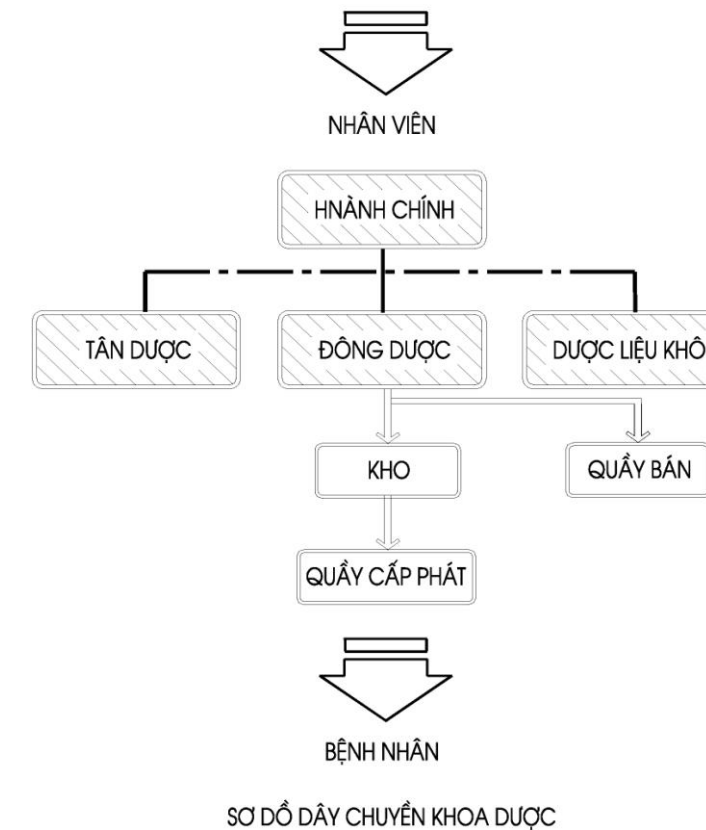 NHÂN VIÊN
HNÀNH CHÍNH
TÂN DƯỢC
ĐÔNG DƯỢC
DƯỢC LIỆU KHÔ
KHO
QUẦY BÁN
QUẦY CẤP PHÁT
BỆNH NHÂN
SƠ DỒ DÂY CHUYỀN KHOA DƯỢC